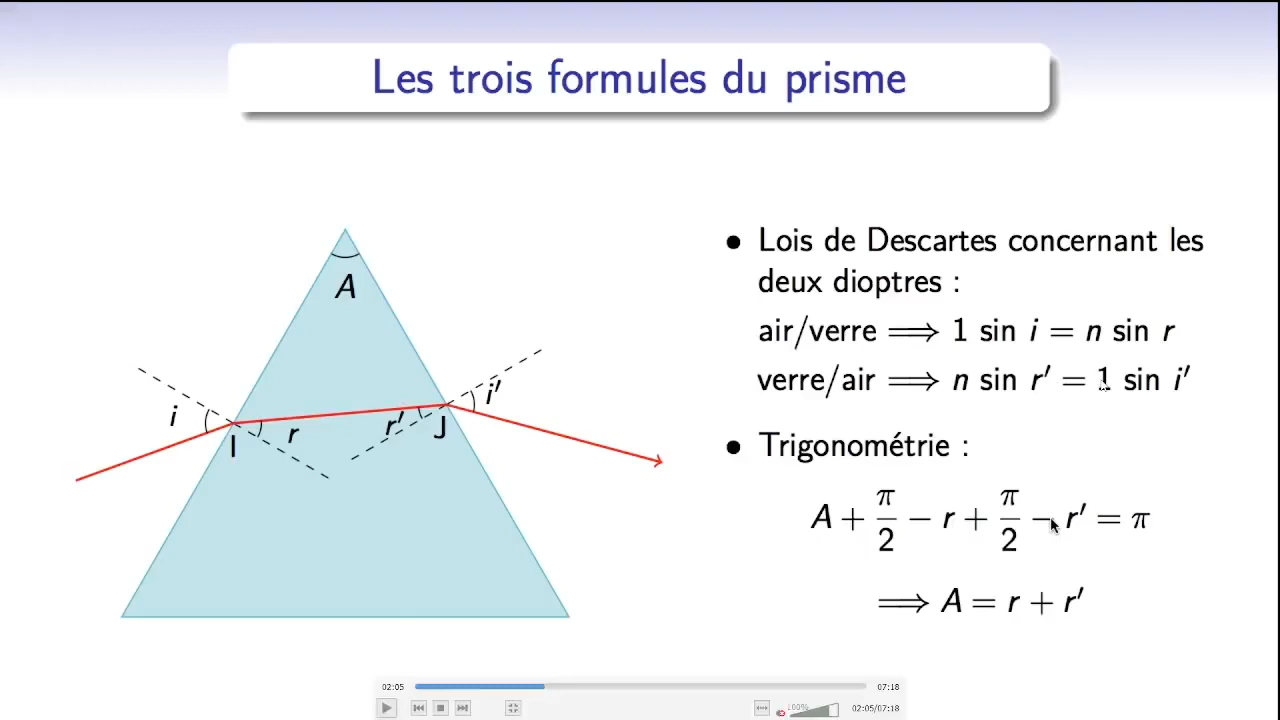 Les trois formules du prisme
A
i
I
r
r′
J
i′
• Lois de Descartes concernant les
deux dioptres :
air/verre ⟹ 1 sin i = n sin r
verre/air ⟹ n sin r′ = 1 sin i′
• Trigonométrie :
A + π/2 − r + π/2 − r′ = π
⟹ A = r + r′
02:05 07:18
100% 02:05/07:18